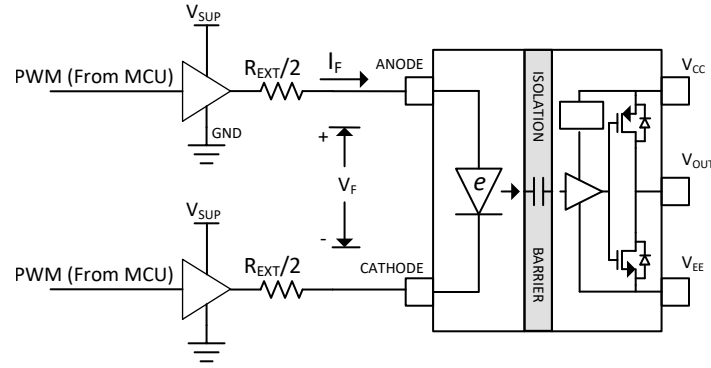 V_SUP
PWM (From MCU)
R_EXT/2
I_F
ANODE
GND
ISOLATION
V_CC
+
V_F
-
e
V_OUT
V_SUP
PWM (From MCU)
R_EXT/2
CATHODE
BARRIER
V_EE